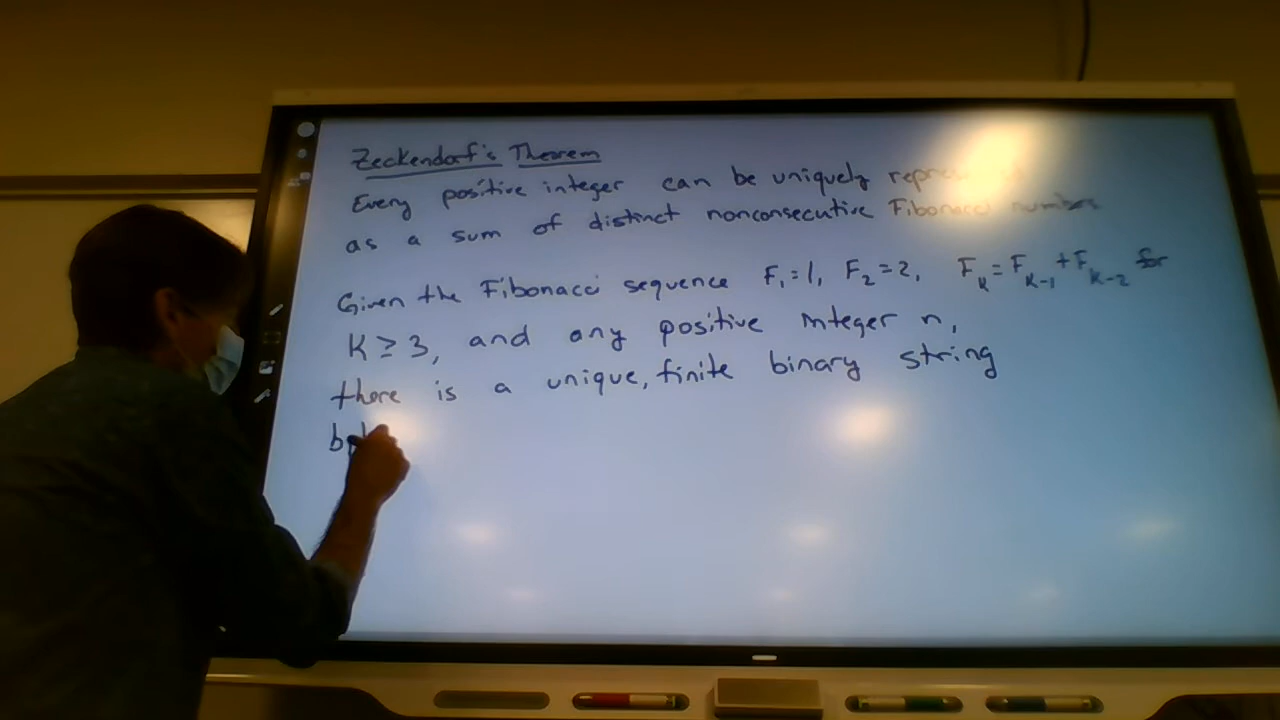 Zeckendorf's Theorem
Every positive integer can be uniquely
as a sum of distinct nonconsecutive Fibonacci numbers
Given the Fibonacci sequence F₁=1, F₂=2, Fₖ=Fₖ₋₁+Fₖ₋₂ for
K≥3, and any positive integer n,
there is a unique, finite binary string